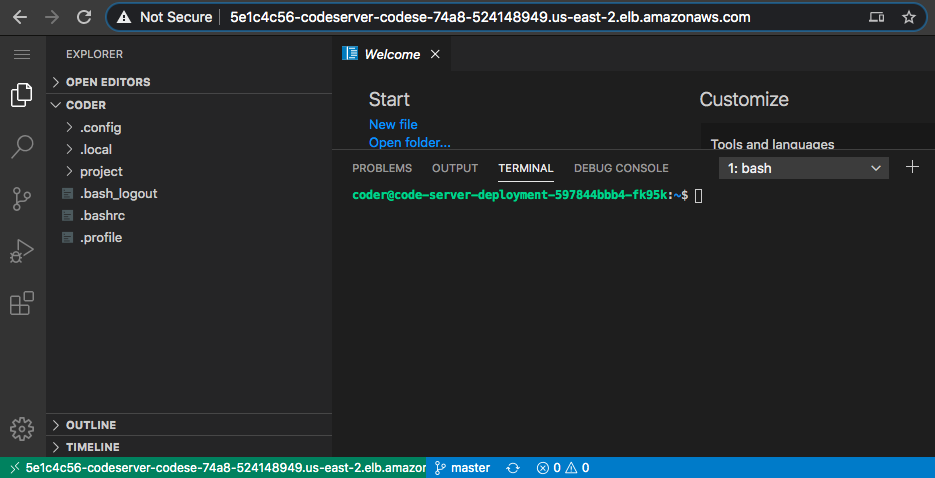 Not Secure 5e1c4c56-codeserver-codese-74a8-524148949.us-east-2.elb.amazonaws.com
EXPLORER
OPEN EDITORS
CODER
.config
.local
project
.bash_logout
.bashrc
.profile
OUTLINE
TIMELINE
Welcome
Start
New file
Open folder...
Customize
Tools and languages
PROBLEMS OUTPUT TERMINAL DEBUG CONSOLE 1: bash
coder@code-server-deployment-597844bbb4-fk95k:~$
5e1c4c56-codeserver-codese-74a8-524148949.us-east-2.elb.amazor master 0 0